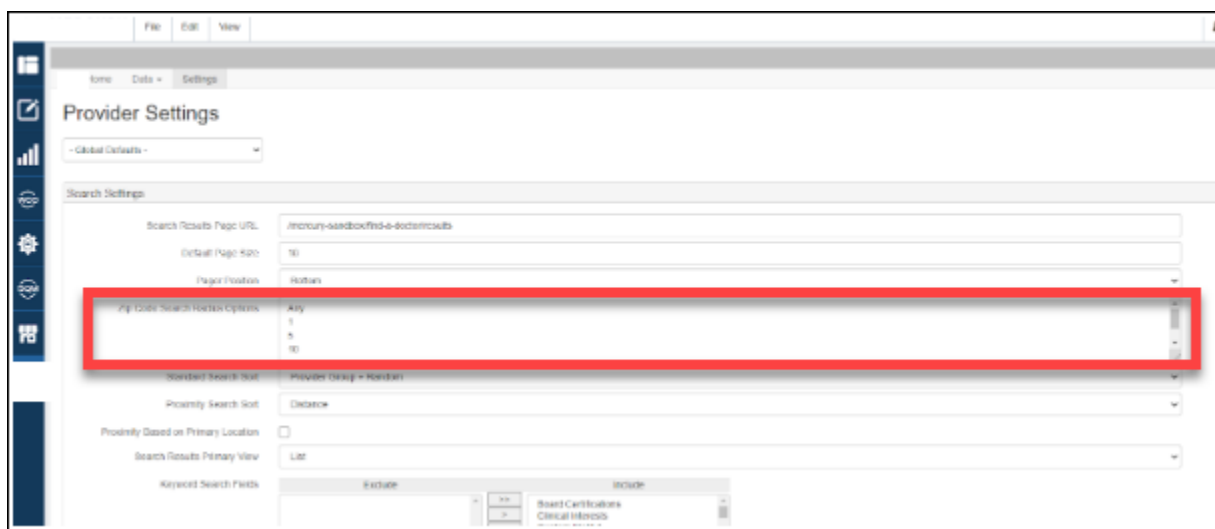 File Edit View
Home Data Settings
Provider Settings
- Global Defaults -
Search Settings
Search Results Page URL /mercury-sandbox/find-a-doctor/results
Default Page Size 10
Pager Position Bottom
Zip Code Search Radius Options Any
1
5
10
Standard Search Sort Provider Group + Random
Proximity Search Sort Distance
Proximity Based on Primary Location
Search Results Primary View List
Keyword Search Fields Exclude Include
>> Board Certifications
> Clinical Interests